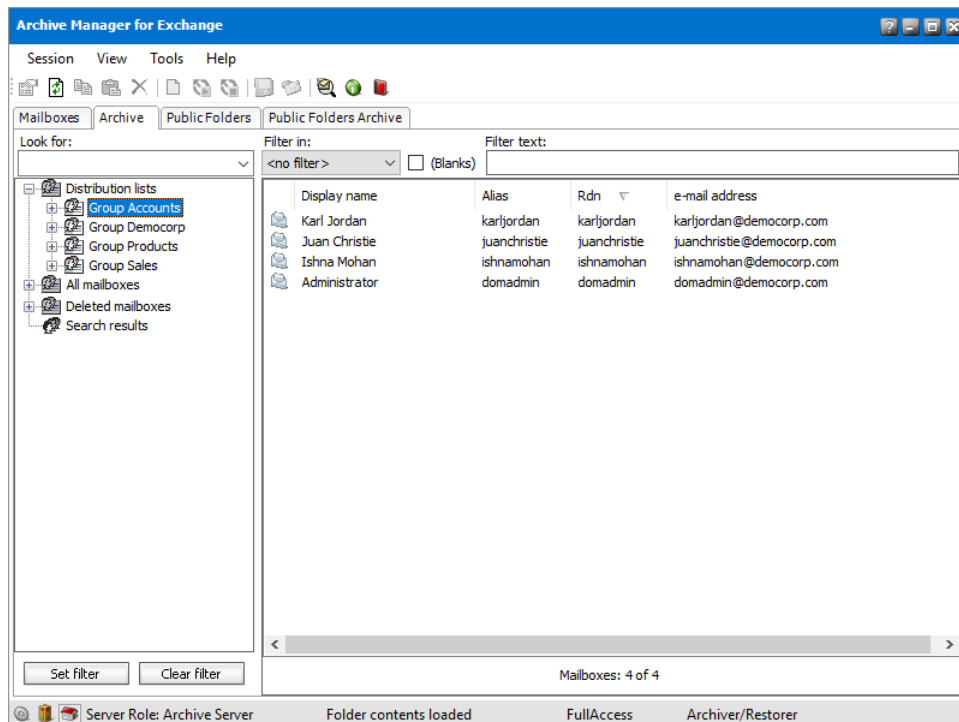 Archive Manager for Exchange
Session View Tools Help
Mailboxes Archive Public Folders Public Folders Archive
Look for: Filter in: Filter text:
<no filter> (Blanks)
Distribution lists
Group Accounts
Group Democorp
Group Products
Group Sales
All mailboxes
Deleted mailboxes
Search results
Display name Alias Rdn e-mail address
Karl Jordan karljordan karljordan karljordan@democorp.com
Juan Christie juanchristie juanchristie juanchristie@democorp.com
Ishna Mohan ishnamohan ishnamohan ishnamohan@democorp.com
Administrator domadmin domadmin domadmin@democorp.com
Set filter Clear filter Mailboxes: 4 of 4
Server Role: Archive Server Folder contents loaded FullAccess Archiver/Restorer